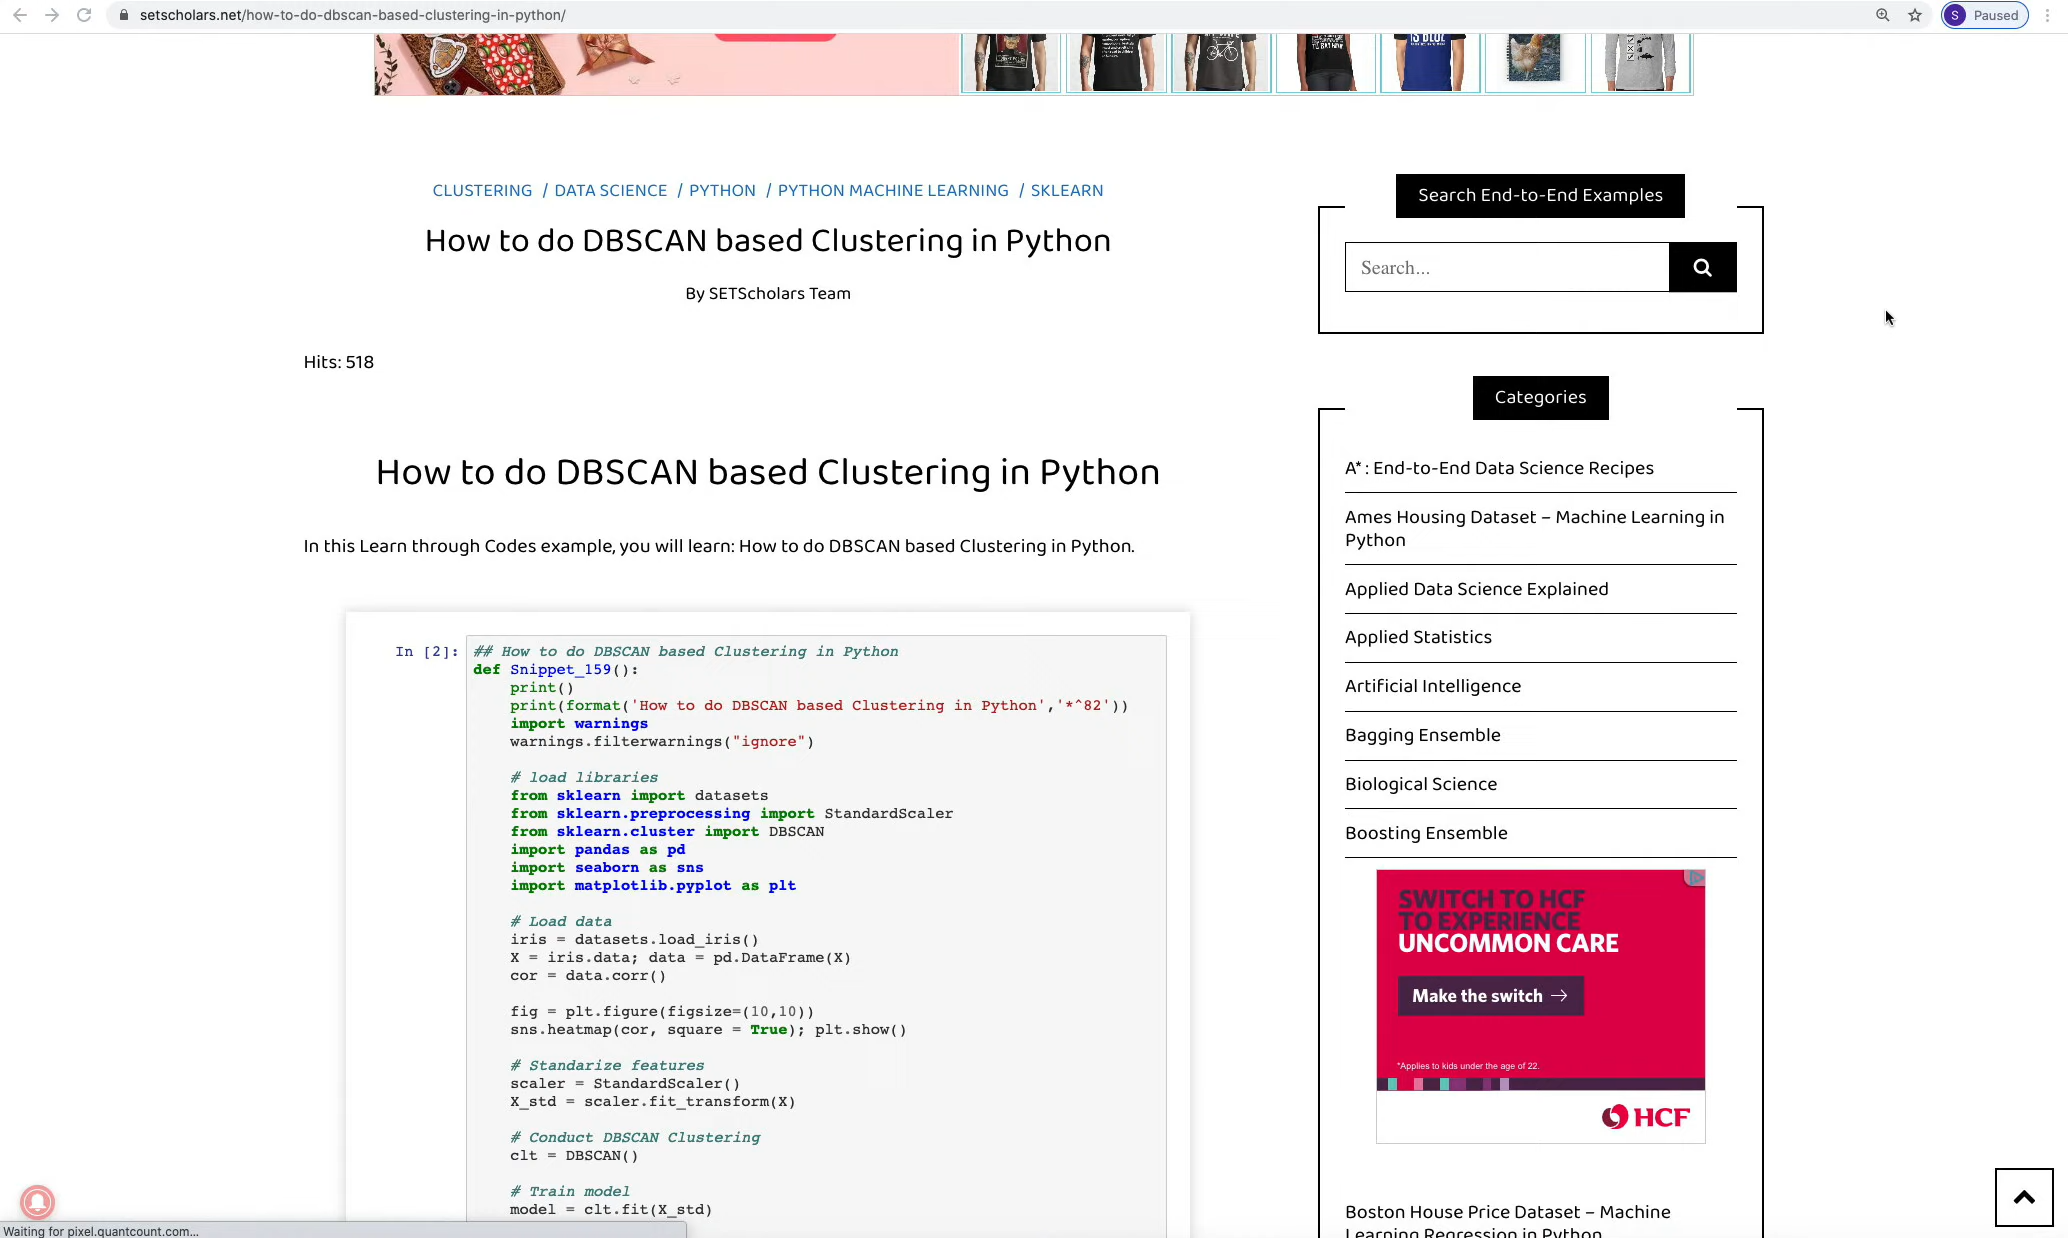 setscholars.net/how-to-do-dbscan-based-clustering-in-python/
S Paused
CLUSTERING / DATA SCIENCE / PYTHON / PYTHON MACHINE LEARNING / SKLEARN
How to do DBSCAN based Clustering in Python
By SETScholars Team
Hits: 518
How to do DBSCAN based Clustering in Python
In this Learn through Codes example, you will learn: How to do DBSCAN based Clustering in Python.
In [2]: ## How to do DBSCAN based Clustering in Python
def Snippet_159():
print()
print(format('How to do DBSCAN based Clustering in Python','*^82'))
import warnings
warnings.filterwarnings("ignore")
# load libraries
from sklearn import datasets
from sklearn.preprocessing import StandardScaler
from sklearn.cluster import DBSCAN
import pandas as pd
import seaborn as sns
import matplotlib.pyplot as plt
# Load data
iris = datasets.load_iris()
X = iris.data; data = pd.DataFrame(X)
cor = data.corr()
fig = plt.figure(figsize=(10,10))
sns.heatmap(cor, square = True); plt.show()
# Standarize features
scaler = StandardScaler()
X_std = scaler.fit_transform(X)
# Conduct DBSCAN Clustering
clt = DBSCAN()
# Train model
model = clt.fit(X_std)
Waiting for pixel.quantcount.com...
Search End-to-End Examples
Search...
Categories
A* : End-to-End Data Science Recipes
Ames Housing Dataset – Machine Learning in
Python
Applied Data Science Explained
Applied Statistics
Artificial Intelligence
Bagging Ensemble
Biological Science
Boosting Ensemble
SWITCH TO HCF
TO EXPERIENCE
UNCOMMON CARE
Make the switch →
*Applies to kids under the age of 22.
HCF
Boston House Price Dataset – Machine
Learning Regression in Python